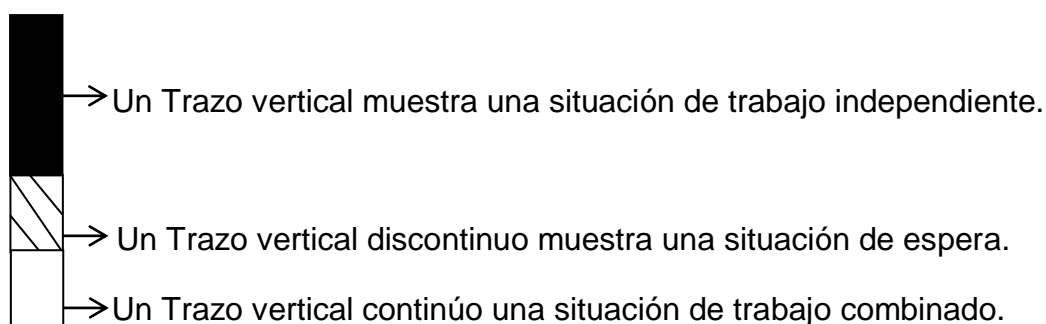 Un Trazo vertical muestra una situación de trabajo independiente.
Un Trazo vertical discontinuo muestra una situación de espera.
Un Trazo vertical continúo una situación de trabajo combinado.